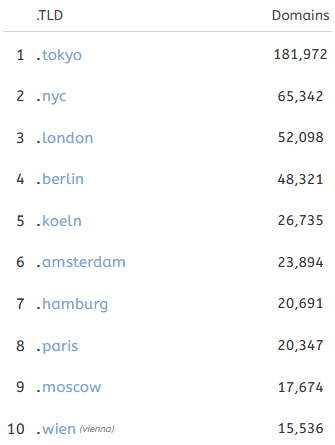 .TLD Domains
1 .tokyo 181,972
2 .nyc 65,342
3 .london 52,098
4 .berlin 48,321
5 .koeln 26,735
6 .amsterdam 23,894
7 .hamburg 20,691
8 .paris 20,347
9 .moscow 17,674
10 .wien (vienna) 15,536